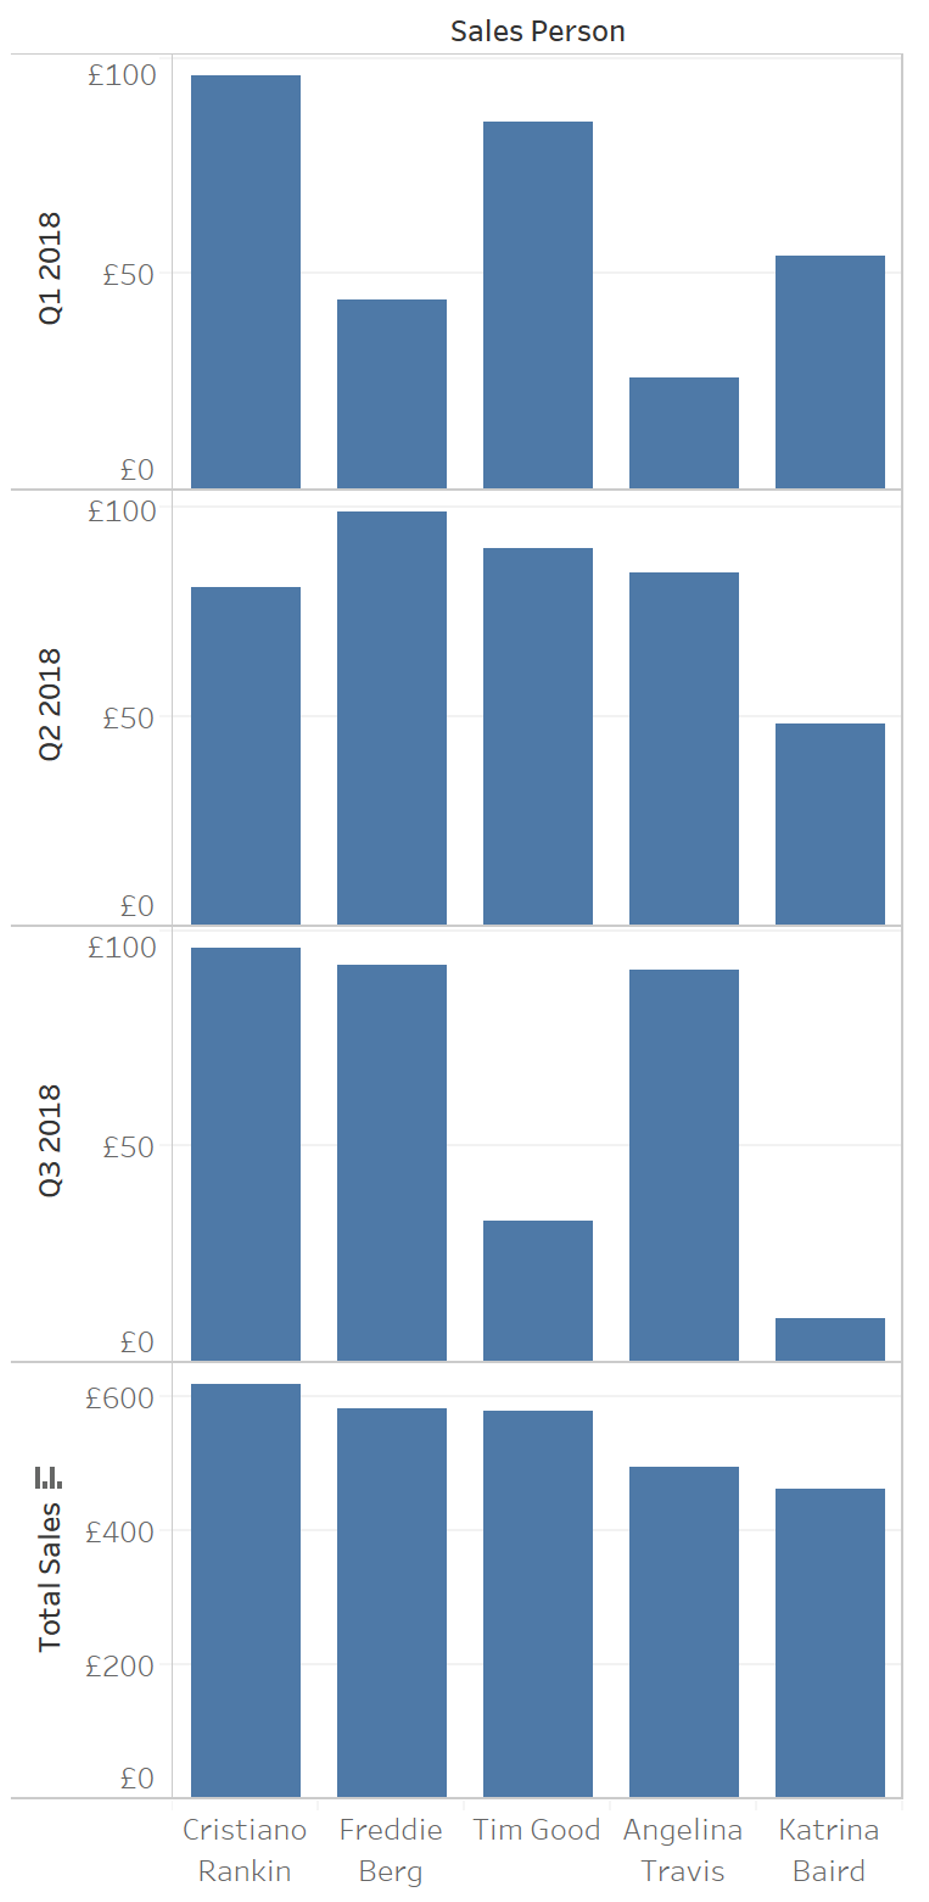 Sales Person
£100
Q1 2018
£50
£0
£100
Q2 2018
£50
£0
£100
Q3 2018
£50
£0
£600
Total Sales
£400
£200
£0
Cristiano Rankin
Freddie Berg
Tim Good
Angelina Travis
Katrina Baird